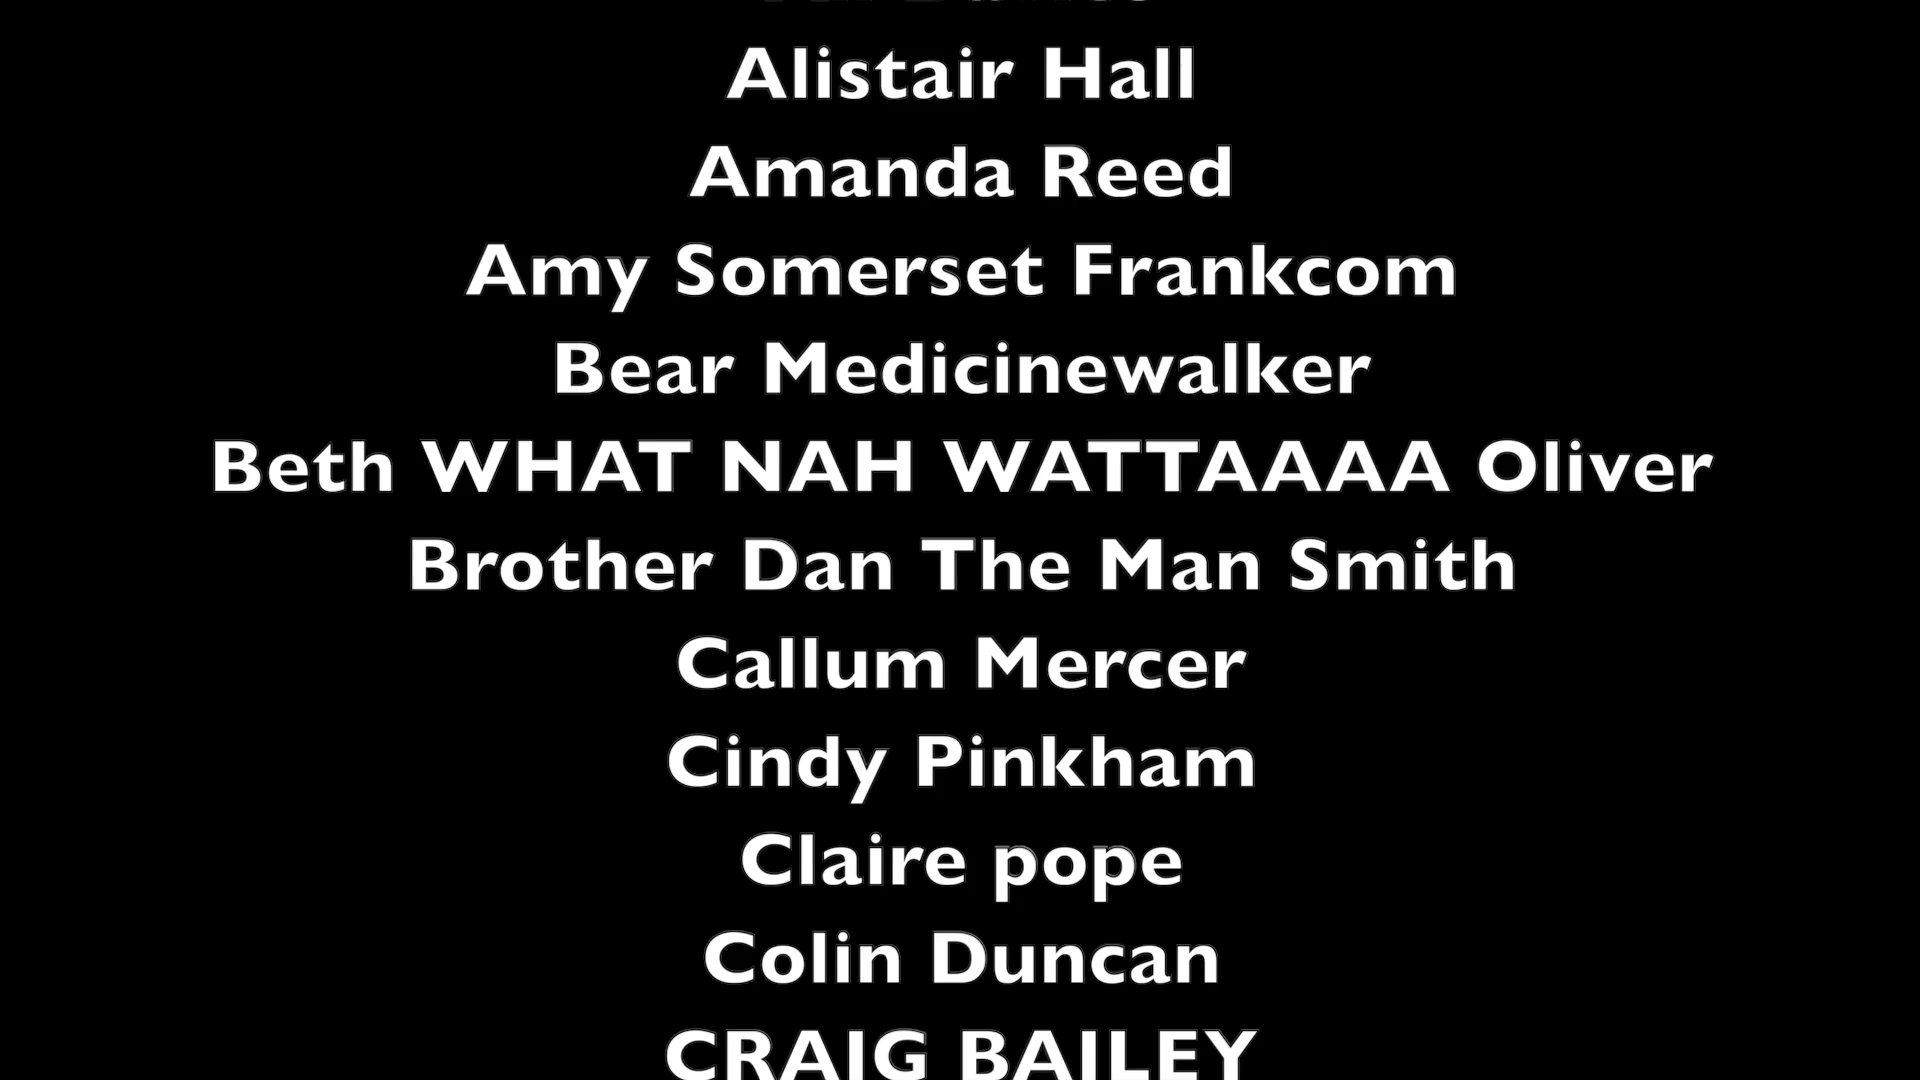 Alistair Hall
Amanda Reed
Amy Somerset Frankcom
Bear Medicinewalker
Beth WHAT NAH WATTAAAA Oliver
Brother Dan The Man Smith
Callum Mercer
Cindy Pinkham
Claire pope
Colin Duncan
CRAIG BAILEY